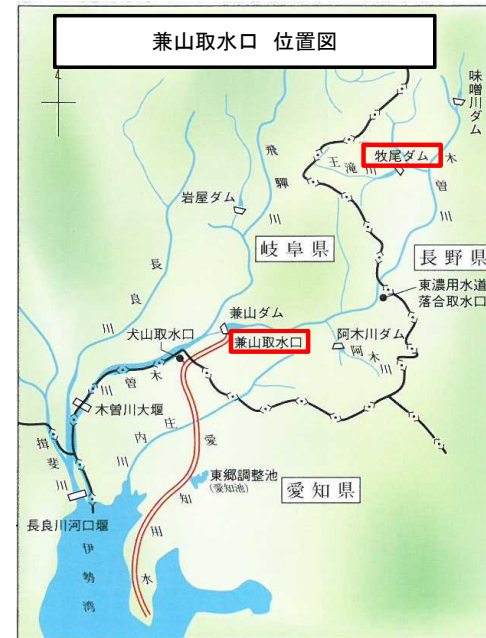 兼山取水口 位置図
味噌川ダム
牧尾ダム
王滝川
木曽川
飛騨川
岩屋ダム
岐阜県
長野県
長良川
東濃用水道
落合取水口
兼山ダム
犬山取水口
兼山取水口
阿木川ダム
阿木川
木曽川
木曽川大堰
庄内川
揖斐川
愛知用水
東郷調整池
(愛知池)
愛知県
長良川河口堰
伊勢湾